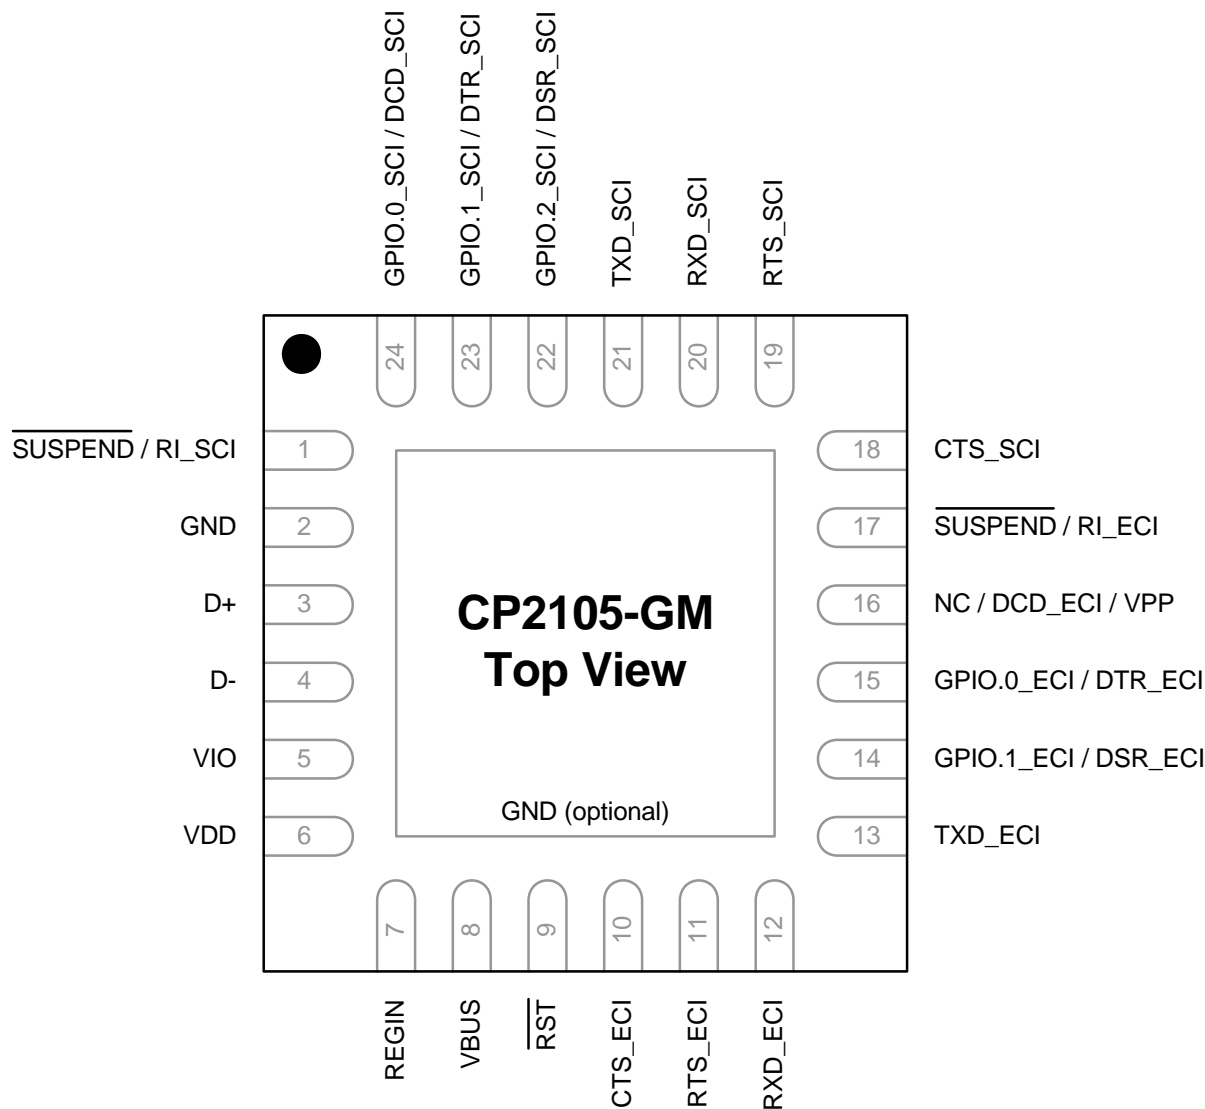 GPIO.0_SCI / DCD_SCI
GPIO.1_SCI / DTR_SCI
GPIO.2_SCI / DSR_SCI
TXD_SCI
RXD_SCI
RTS_SCI
24
23
22
21
20
19
SUSPEND / RI_SCI
1
GND
2
D+
3
D-
4
VIO
5
VDD
6
CP2105-GM
Top View
GND (optional)
18
CTS_SCI
17
SUSPEND / RI_ECI
16
NC / DCD_ECI / VPP
15
GPIO.0_ECI / DTR_ECI
14
GPIO.1_ECI / DSR_ECI
13
TXD_ECI
7
8
9
10
11
12
REGIN
VBUS
RST
CTS_ECI
RTS_ECI
RXD_ECI